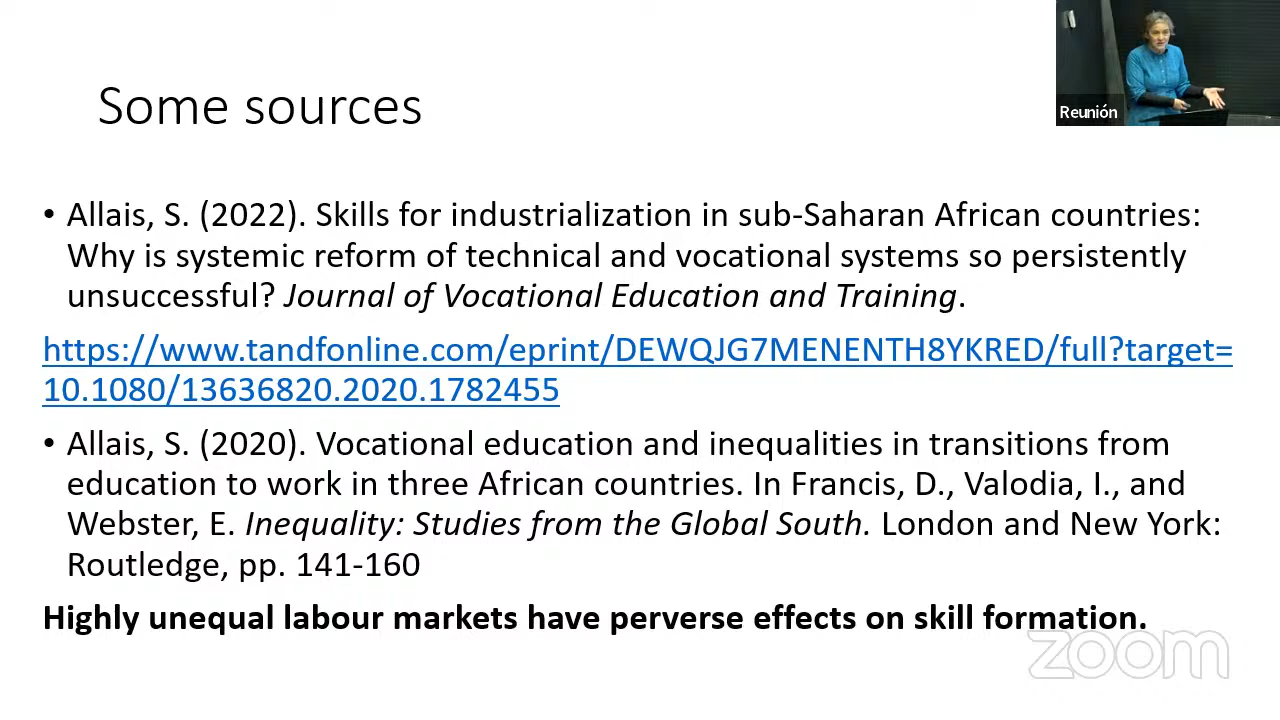 Some sources
Reunión
• Allais, S. (2022). Skills for industrialization in sub-Saharan African countries:
Why is systemic reform of technical and vocational systems so persistently
unsuccessful? Journal of Vocational Education and Training.
https://www.tandfonline.com/eprint/DEWQJG7MENENTH8YKRED/full?target=
10.1080/13636820.2020.1782455
• Allais, S. (2020). Vocational education and inequalities in transitions from
education to work in three African countries. In Francis, D., Valodia, I., and
Webster, E. Inequality: Studies from the Global South. London and New York:
Routledge, pp. 141-160
Highly unequal labour markets have perverse effects on skill formation.
zoom